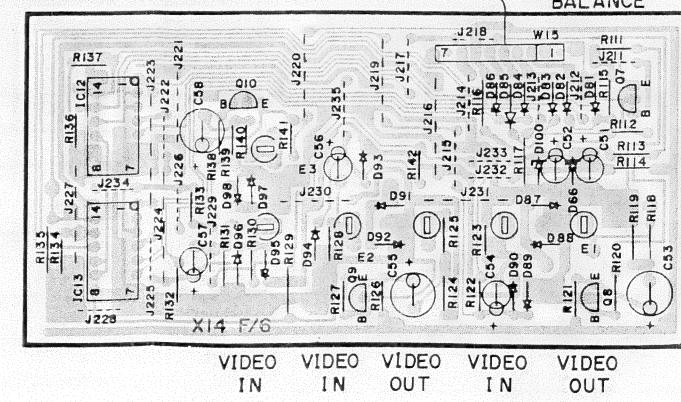 BALANCE
J218
7 W15 1
R111
J211
R137
J221
J223
J222
J220
J219
J217
J235
J216
J214
R116
D86
D85
D84
J213
D83
D82
J212
D81
R115
Q7
B
E
IC12
14
1
8
7
C58
Q10
B E
R136
R140
R141
R139
R138
C56
E3
D93
R142
J215
J233
J232
R117
D100
C52
C51
R112
R113
R114
J226
J227
J234
R133
J229
D98
D97
J230
J231
D91
D87
D66
R119
R118
J224
C57
R131
D96
R130
D95
R129
D94
R128
E2
D92
R125
R123
D88
E1
R120
C53
R135
R134
IC13
14
1
8
7
J228
J225
R132
X14 F/6
R127
Q9
E
B
R126
C55
R124
R122
C54
D90
D89
R121
E
B
Q8
VIDEO IN
VIDEO IN
VIDEO OUT
VIDEO IN
VIDEO OUT